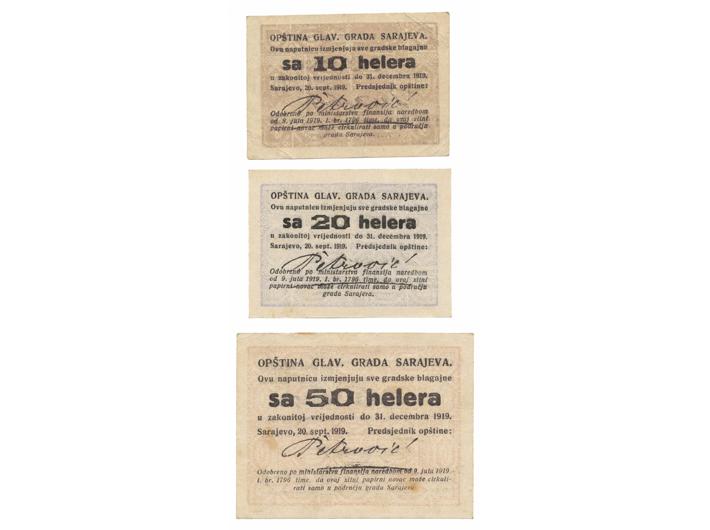 OPŠTINA GLAV. GRADA SARAJEVA.
Ovu naputnicu izmjenjuju sve gradske blagajne
sa 10 helera
u zakonitoj vrijednosti do 31. decembra 1919.
Sarajevo, 20. sept. 1919. Predsjednik opštine:
Petrović
Odobreno po ministarstvu finansija naredbom
od 9. jula 1919. I. br. 1796 time, da ovaj sitni
papirni novac može cirkulirati samo u području
grada Sarajeva.
OPŠTINA GLAV. GRADA SARAJEVA.
Ovu naputnicu izmjenjuju sve gradske blagajne
sa 20 helera
u zakonitoj vrijednosti do 31. decembra 1919.
Sarajevo, 20. sept. 1919. Predsjednik opštine:
Petrović
Odobreno po ministarstvu finansija naredbom
od 9. jula 1919. I. br. 1796 time, da ovaj sitni
papirni novac može cirkulirati samo u području
grada Sarajeva.
OPŠTINA GLAV. GRADA SARAJEVA.
Ovu naputnicu izmjenjuju sve gradske blagajne
sa 50 helera
u zakonitoj vrijednosti do 31. decembra 1919.
Sarajevo, 20. sept. 1919. Predsjednik opštine:
Petrović
Odobreno po ministarstvu finansija naredbom od 9. jula 1919
I. br. 1796 time, da ovaj sitni papirni novac može cirkuli-
rati samo u području grada Sarajeva